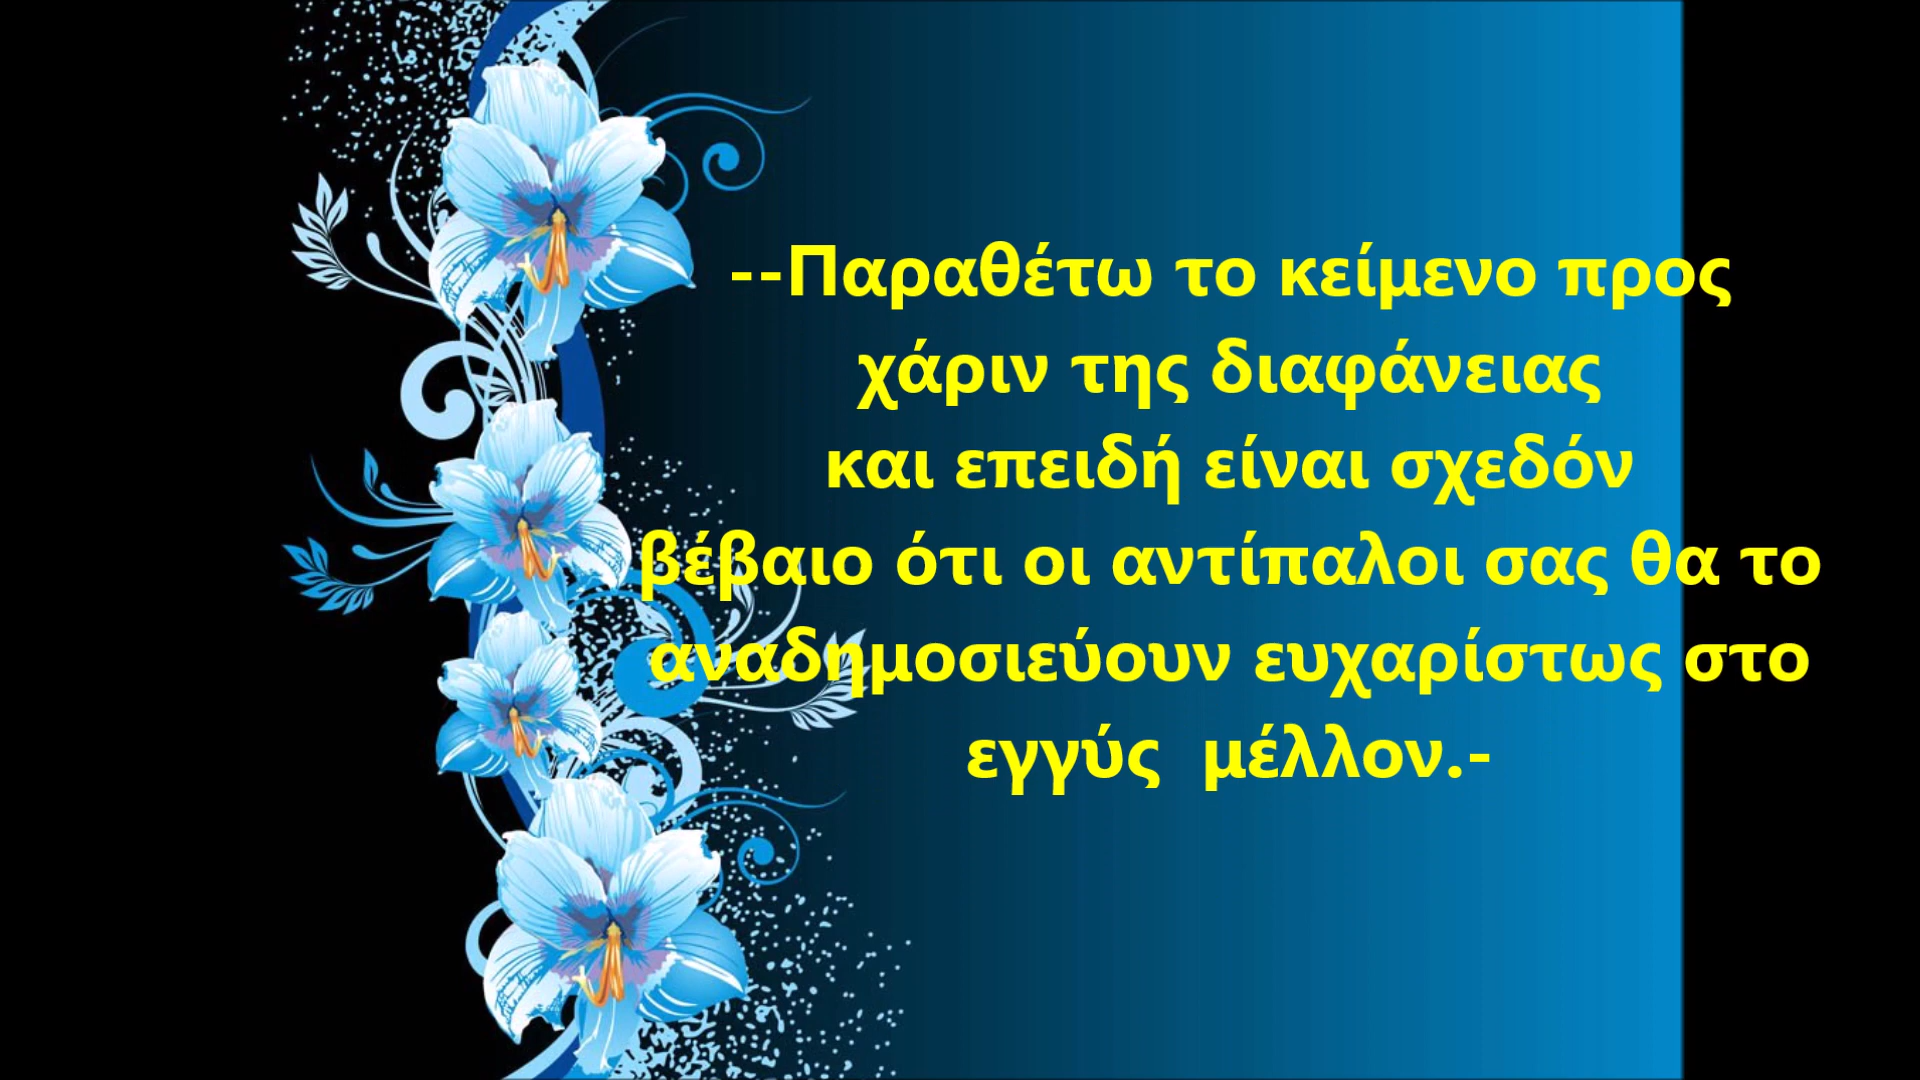 --Παραθέτω το κείμενο προς
χάριν της διαφάνειας
και επειδή είναι σχεδόν
βέβαιο ότι οι αντίπαλοι σας θα το
αναδημοσιεύουν ευχαρίστως στο
εγγύς  μέλλον.-